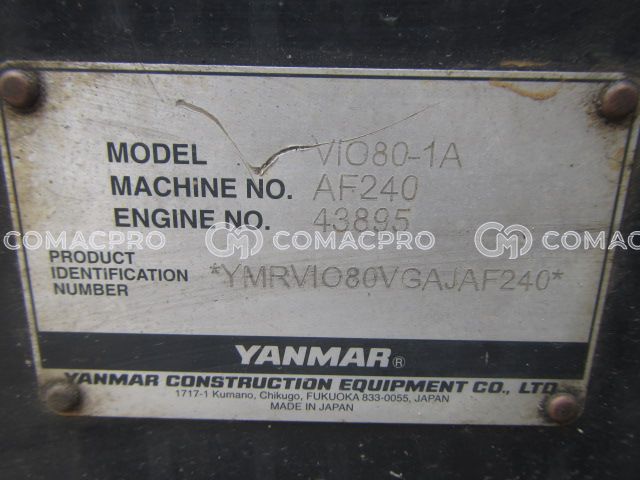 MODEL VIO80-1A
MACHiNE NO. AF240
ENGINE NO. 43895
COMACPRO COMACPRO COMACPRO
PRODUCT
IDENTIFICATION *YMRVIO80VGAJAF240*
NUMBER
YANMAR®
YANMAR CONSTRUCTION EQUIPMENT CO., LTD.
1717-1 Kumano, Chikugo, FUKUOKA 833-0055, JAPAN
MADE IN JAPAN